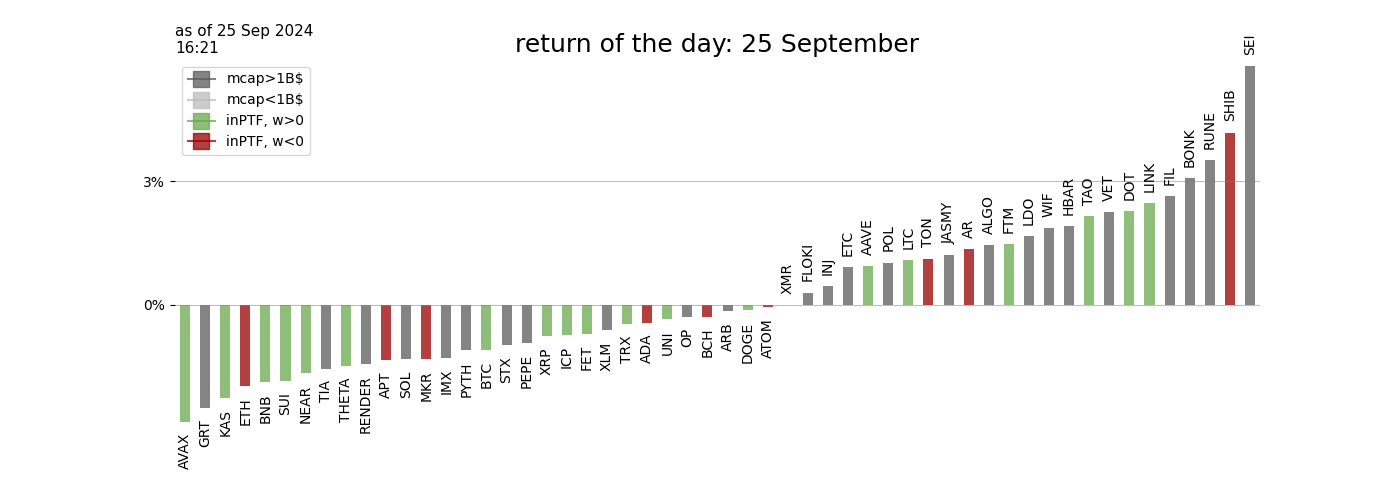 as of 25 Sep 2024
16:21
return of the day: 25 September
mcap>1B$
mcap<1B$
inPTF, w>0
inPTF, w<0
3%
0%
AVAX
GRT
KAS
ETH
BNB
SUI
NEAR
TIA
THETA
RENDER
APT
SOL
MKR
IMX
PYTH
BTC
STX
PEPE
XRP
ICP
FET
XLM
TRX
ADA
UNI
OP
BCH
ARB
DOGE
ATOM
XMR
FLOKI
INJ
ETC
AAVE
POL
LTC
TON
JASMY
AR
ALGO
FTM
LDO
WIF
HBAR
TAO
VET
DOT
LINK
FIL
BONK
RUNE
SHIB
SEI